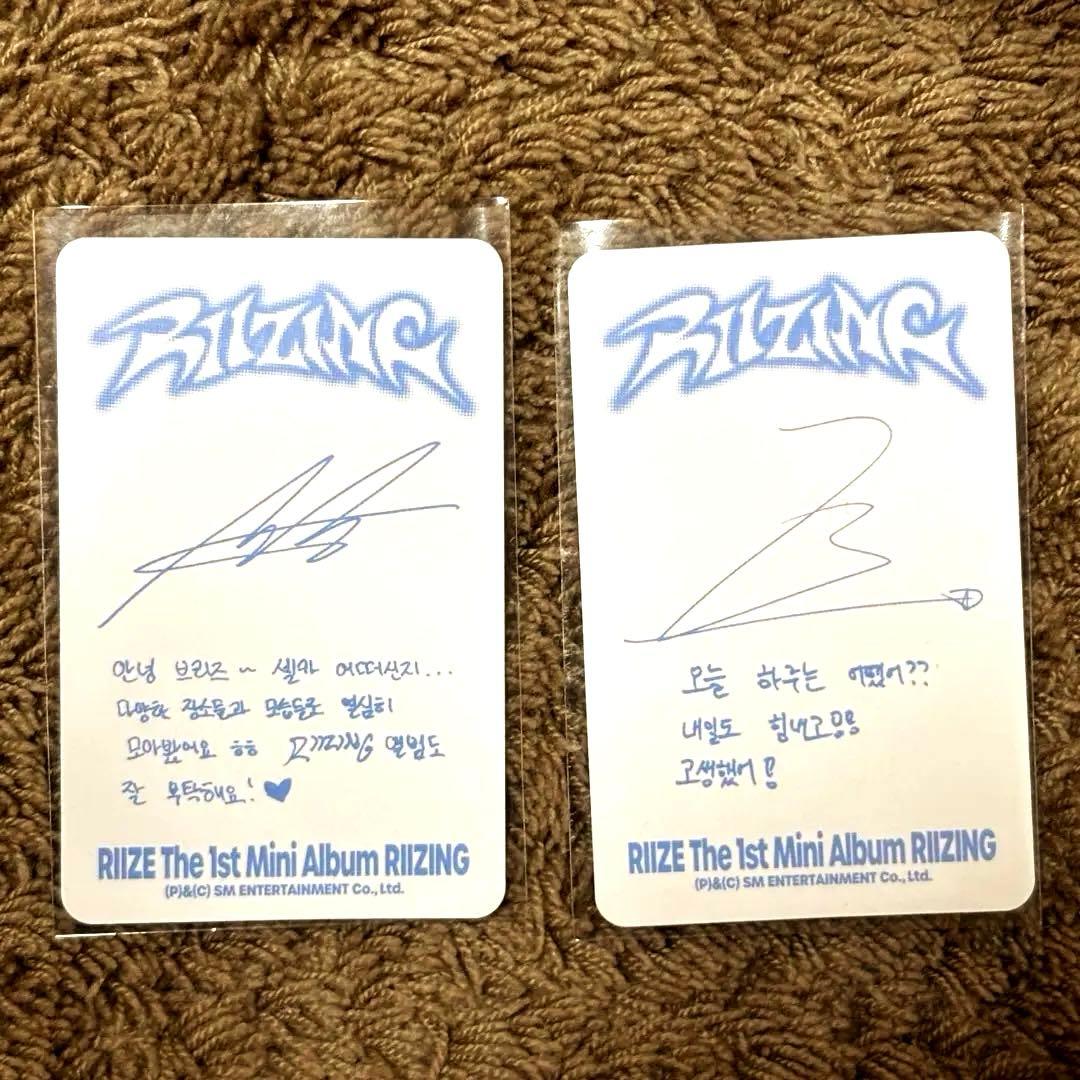 RIIZING
안녕 브리즈~ 셀카 어떠신지...
다양한 장소들과 모습들로 열심히
모아봤어요 ㅎㅎ RIIZING 앨범도
잘 부탁해요! ♥
RIIZE The 1st Mini Album RIIZING
(P)&(C) SM ENTERTAINMENT Co., Ltd.
RIIZING
오늘 하루는 어땠어??
내일도 힘내고!!
고생했어!
RIIZE The 1st Mini Album RIIZING
(P)&(C) SM ENTERTAINMENT Co., Ltd.